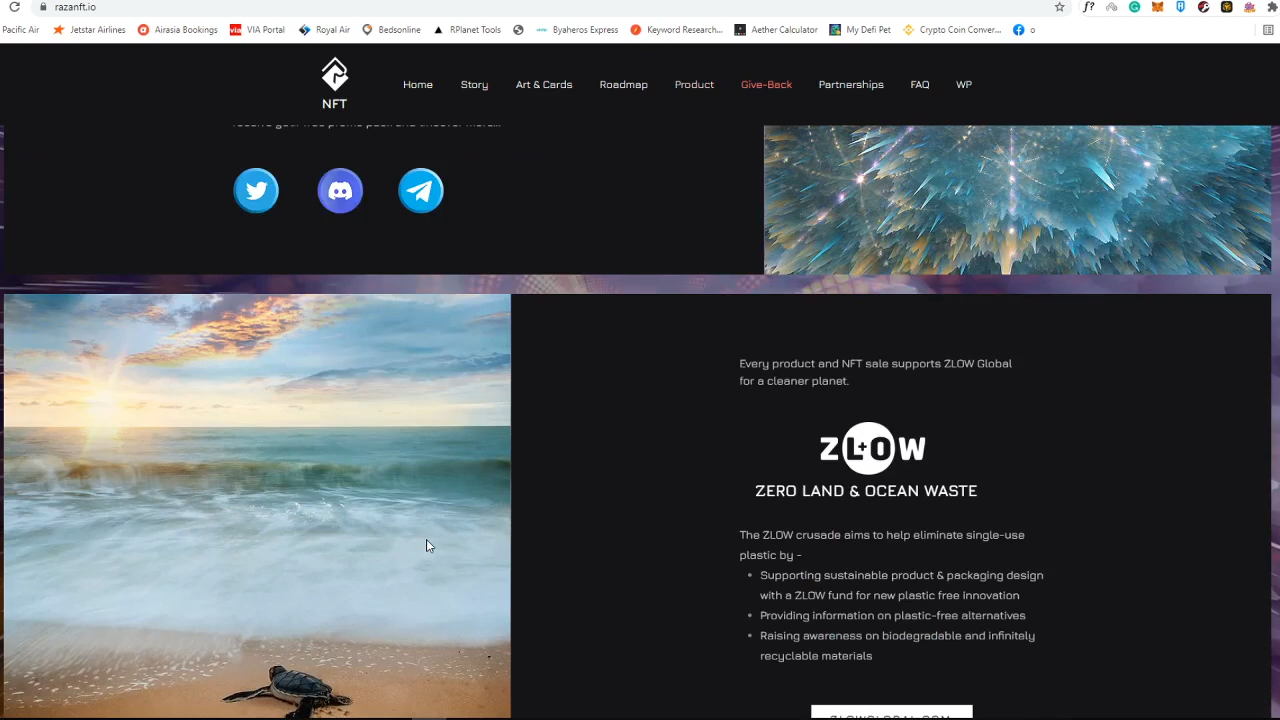 razanft.io
Pacific Air
Jetstar Airlines
Airasia Bookings
VIA Portal
Royal Air
Bedsonline
RPlanet Tools
Byaheros Express
Keyword Research...
Aether Calculator
My Defi Pet
Crypto Coin Conver...
o
NFT
Home
Story
Art & Cards
Roadmap
Product
Give-Back
Partnerships
FAQ
WP
Every product and NFT sale supports ZLOW Global
for a cleaner planet.
ZL+OW
ZERO LAND & OCEAN WASTE
The ZLOW crusade aims to help eliminate single-use
plastic by -
Supporting sustainable product & packaging design
with a ZLOW fund for new plastic free innovation
Providing information on plastic-free alternatives
Raising awareness on biodegradable and infinitely
recyclable materials